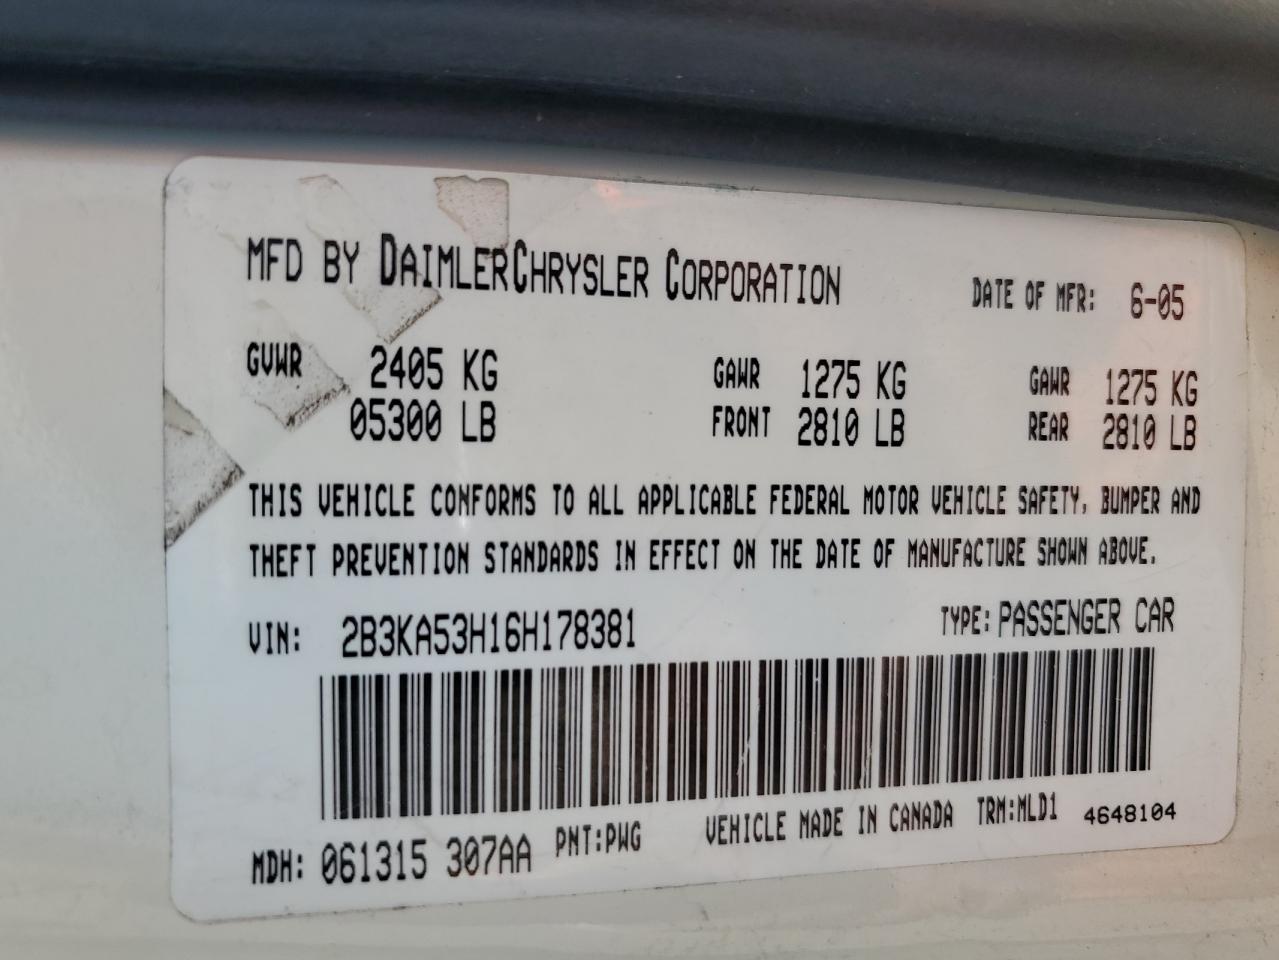 MFD BY DAIMLERCHRYSLER CORPORATION DATE OF MFR: 6-05
GVWR 2405 KG GAWR 1275 KG GAWR 1275 KG
05300 LB FRONT 2810 LB REAR 2810 LB
THIS VEHICLE CONFORMS TO ALL APPLICABLE FEDERAL MOTOR VEHICLE SAFETY, BUMPER AND
THEFT PREVENTION STANDARDS IN EFFECT ON THE DATE OF MANUFACTURE SHOWN ABOVE.
VIN: 2B3KA53H16H178381 TYPE: PASSENGER CAR
MDH: 061315 307AA PNT:PWG VEHICLE MADE IN CANADA TRM:MLD1 4648104